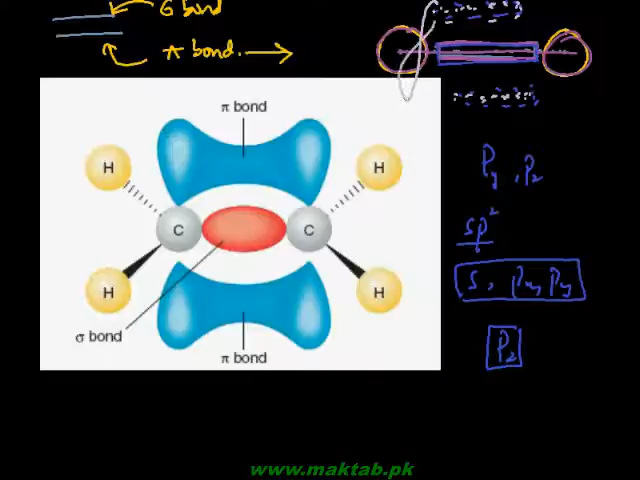 σ bond
π bond.
π bond
H H
C C
H H
σ bond
π bond
Py, Pz
sp²
s, px, py
Pz
www.maktab.pk